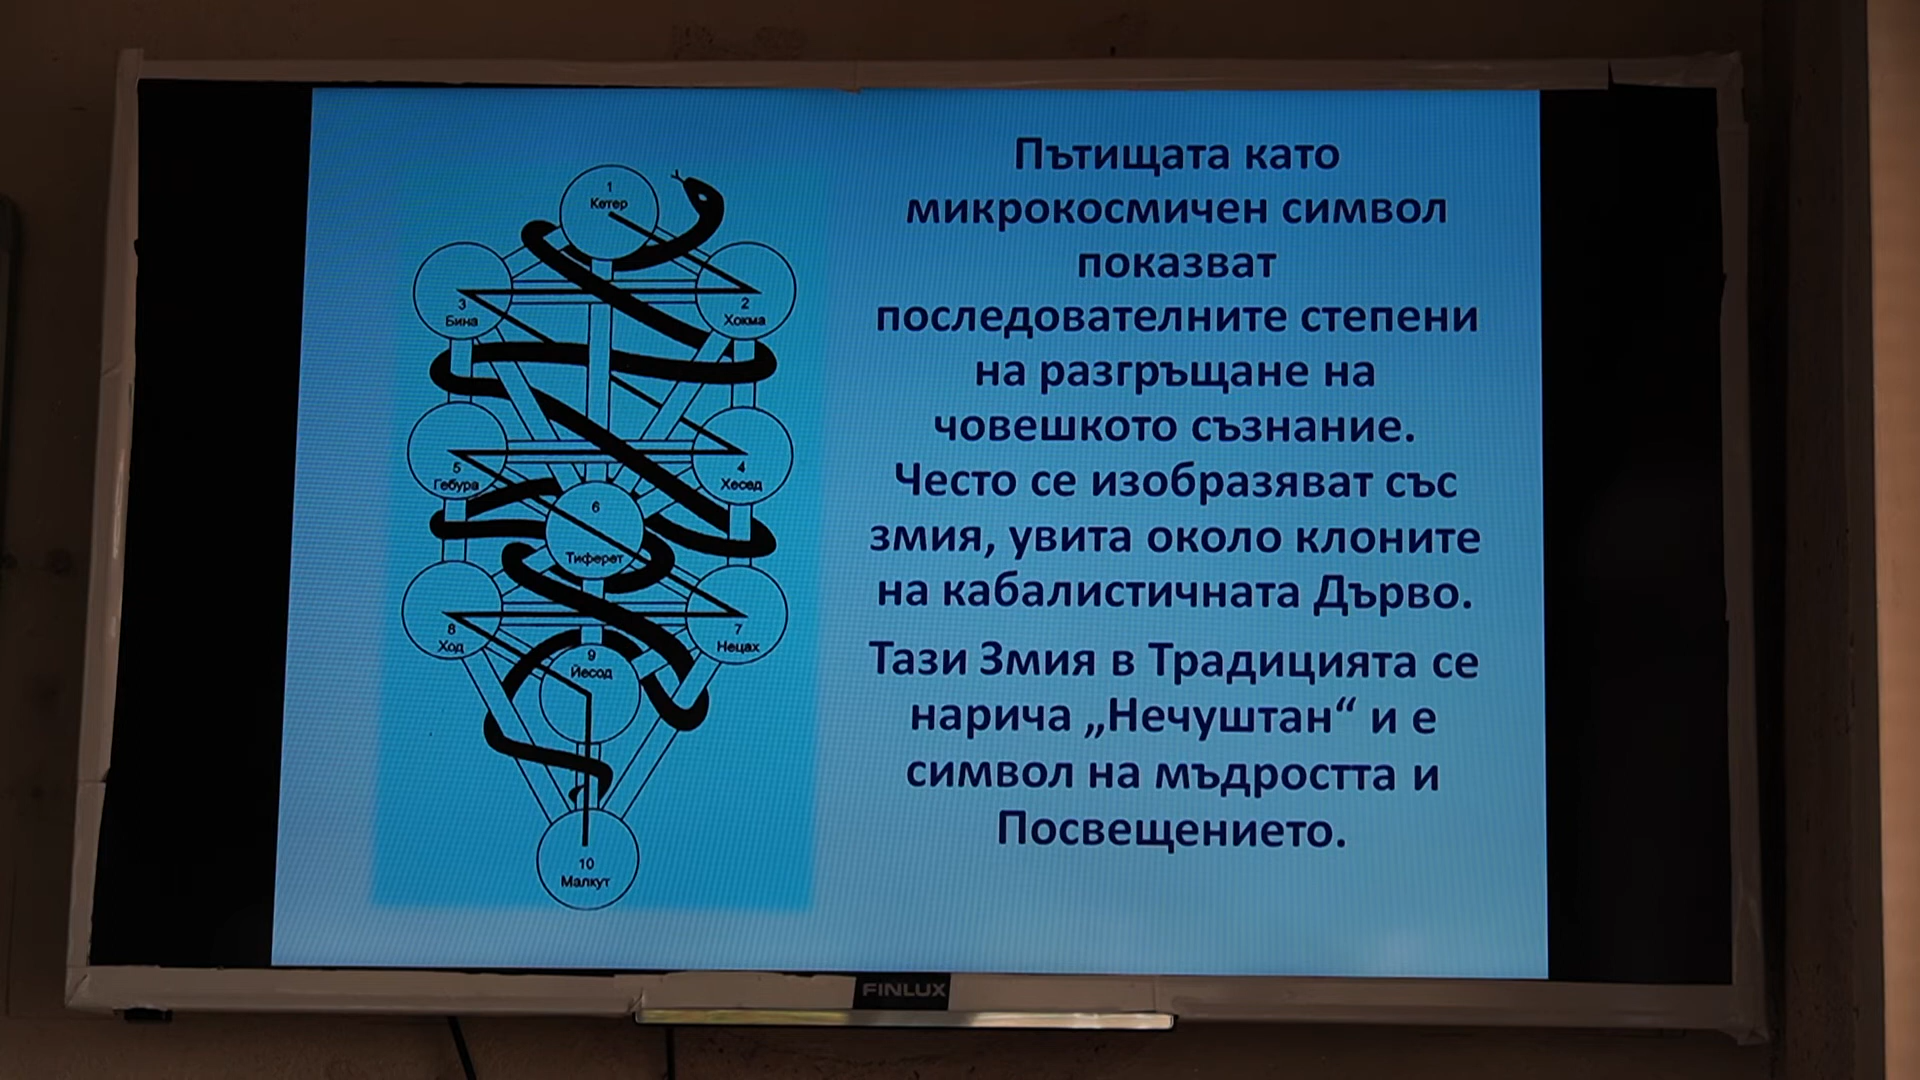 1
Кетер
3
Бина
2
Хокма
5
Гебура
4
Хесед
6
Тиферет
8
Ход
7
Нецах
9
Йесод
10
Малкут
Пътищата като
микрокосмичен символ
показват
последователните степени
на разгръщане на
човешкото съзнание.
Често се изобразяват със
змия, увита около клоните
на кабалистичната Дърво.
Тази Змия в Традицията се
нарича „Нечуштан“ и е
символ на мъдростта и
Посвещението.
FINLUX